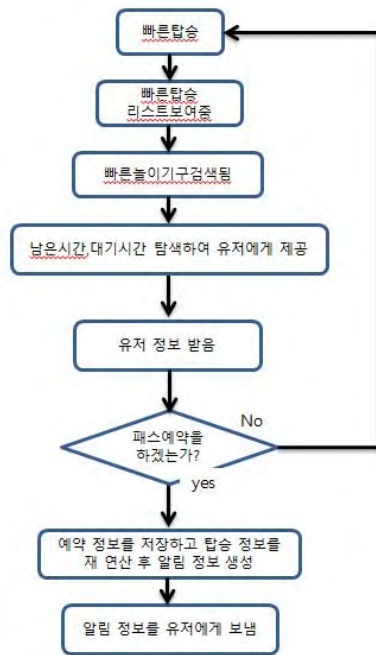 빠른탑승
빠른탑승
리스트보여줌
빠른놀이기구검색됨
남은시간,대기시간 탐색하여 유저에게 제공
유저 정보 받음
패스예약을
하겠는가?
No
yes
예약 정보를 저장하고 탑승 정보를
재 연산 후 알림 정보 생성
알림 정보를 유저에게 보냄